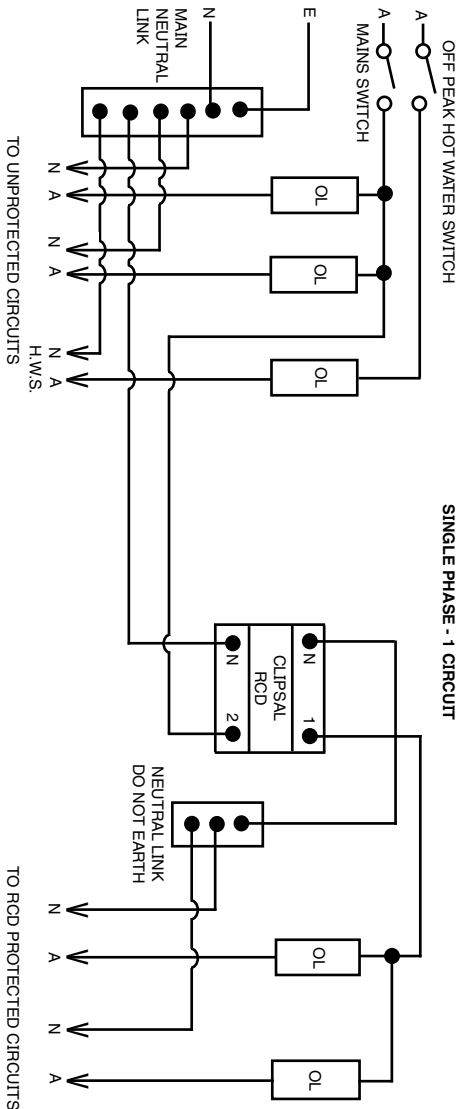 SINGLE PHASE - 1 CIRCUIT
OFF PEAK HOT WATER SWITCH
A
A
MAINS SWITCH
E
N
MAIN
NEUTRAL
LINK
OL
OL
OL
N
A
N
A
N
A
H.W.S.
TO UNPROTECTED CIRCUITS
N
1
CLIPSAL
RCD
N
2
NEUTRAL LINK
DO NOT EARTH
OL
OL
N
A
N
A
TO RCD PROTECTED CIRCUITS